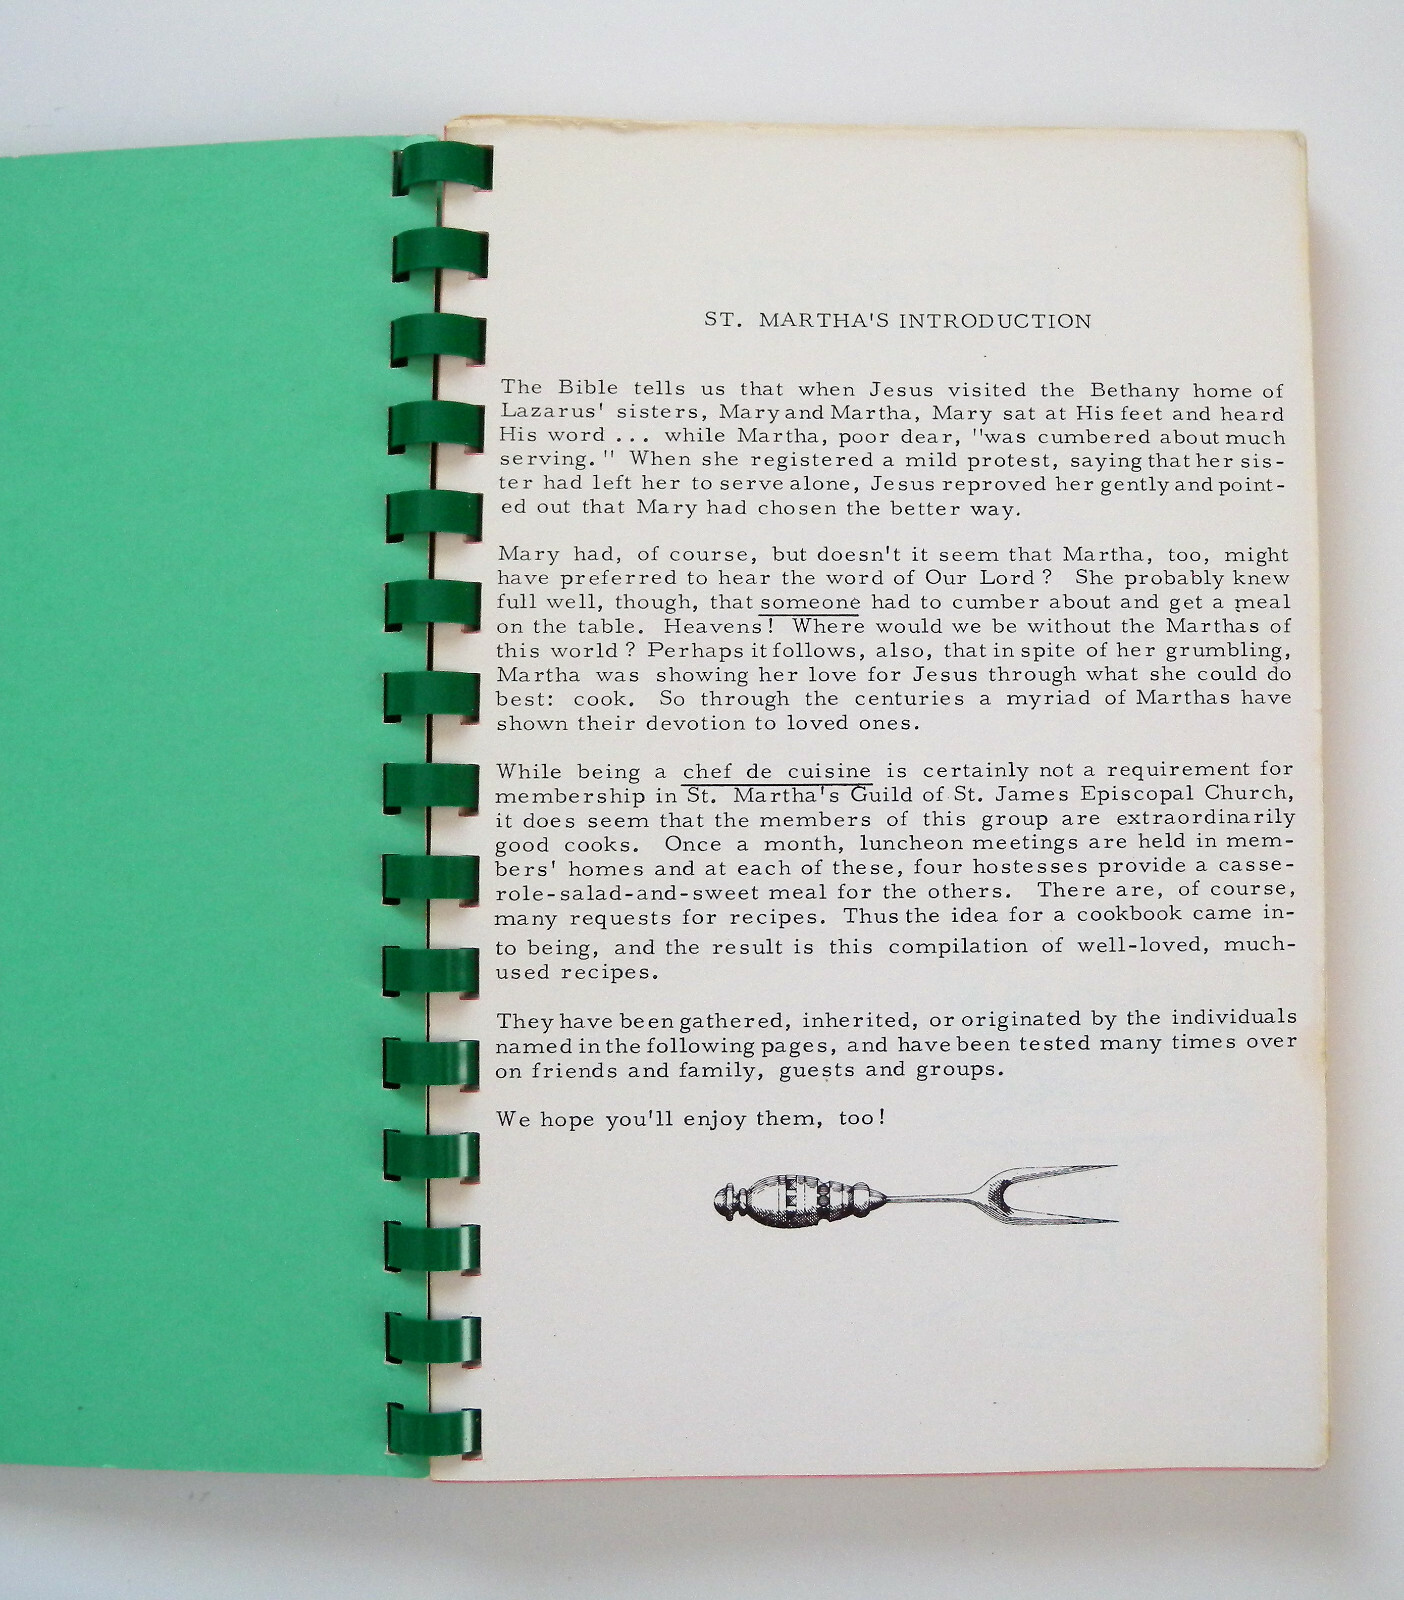 ST. MARTHA'S INTRODUCTION
The Bible tells us that when Jesus visited the Bethany home of
Lazarus' sisters, Mary and Martha, Mary sat at His feet and heard
His word ... while Martha, poor dear, "was cumbered about much
serving." When she registered a mild protest, saying that her sis-
ter had left her to serve alone, Jesus reproved her gently and point-
ed out that Mary had chosen the better way.
Mary had, of course, but doesn't it seem that Martha, too, might
have preferred to hear the word of Our Lord? She probably knew
full well, though, that someone had to cumber about and get a meal
on the table. Heavens! Where would we be without the Marthas of
this world? Perhaps it follows, also, that in spite of her grumbling,
Martha was showing her love for Jesus through what she could do
best: cook. So through the centuries a myriad of Marthas have
shown their devotion to loved ones.
While being a chef de cuisine is certainly not a requirement for
membership in St. Martha's Guild of St. James Episcopal Church,
it does seem that the members of this group are extraordinarily
good cooks. Once a month, luncheon meetings are held in mem-
bers' homes and at each of these, four hostesses provide a casse-
role-salad-and-sweet meal for the others. There are, of course,
many requests for recipes. Thus the idea for a cookbook came in-
to being, and the result is this compilation of well-loved, much-
used recipes.
They have been gathered, inherited, or originated by the individuals
named in the following pages, and have been tested many times over
on friends and family, guests and groups.
We hope you'll enjoy them, too!